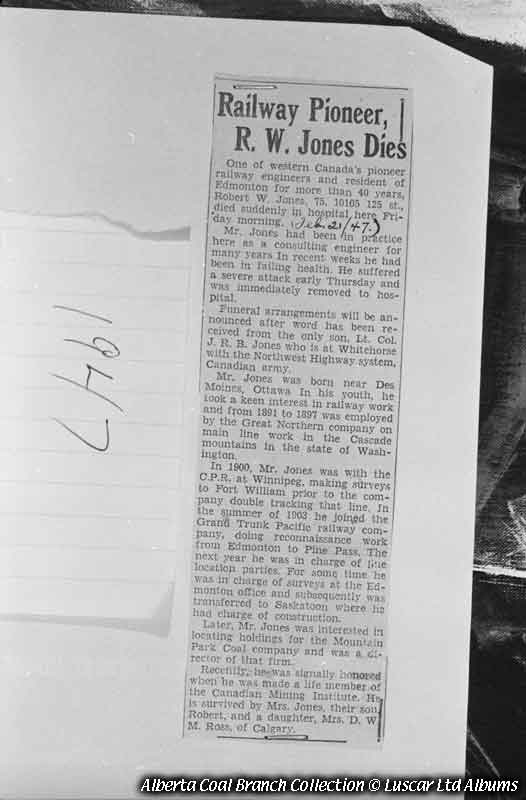 Railway Pioneer,
R. W. Jones Dies
One of western Canada's pioneer
railway engineers and resident of
Edmonton for more than 40 years,
Robert W. Jones, 75, 10105 125 st.,
died suddenly in hospital here Fri-
day morning. (Feb. 21/47.)
Mr. Jones had been in practice
here as a consulting engineer for
many years In recent weeks he had
been in failing health. He suffered
a severe attack early Thursday and
was immediately removed to hos-
pital.
Funeral arrangements will be an-
nounced after word has been re-
ceived from the only son, Lt. Col.
J. R. B. Jones who is at Whitehorse
with the Northwest Highway system,
Canadian army.
Mr. Jones was born near Des
Moines, Ottawa In his youth, he
took a keen interest in railway work
and from 1891 to 1897 was employed
by the Great Northern company on
main line work in the Cascade
mountains in the state of Wash-
ington.
In 1900, Mr. Jones was with the
C.P.R. at Winnipeg, making surveys
to Fort William prior to the com-
pany double tracking that line. In
the summer of 1903 he joined the
Grand Trunk Pacific railway com-
pany, doing reconnaissance work
from Edmonton to Pine Pass. The
next year he was in charge of line
location parties. For some time he
was in charge of surveys at the Ed-
monton office and subsequently was
transferred to Saskatoon where he
had charge of construction.
Later, Mr. Jones was interested in
locating holdings for the Mountain
Park Coal company and was a di-
rector of that firm.
Recently, he was signally honored
when he was made a life member of
the Canadian Mining Institute. He
is survived by Mrs. Jones, their son,
Robert, and a daughter, Mrs. D. W.
M. Ross, of Calgary.
1947
Alberta Coal Branch Collection © Luscar Ltd Albums